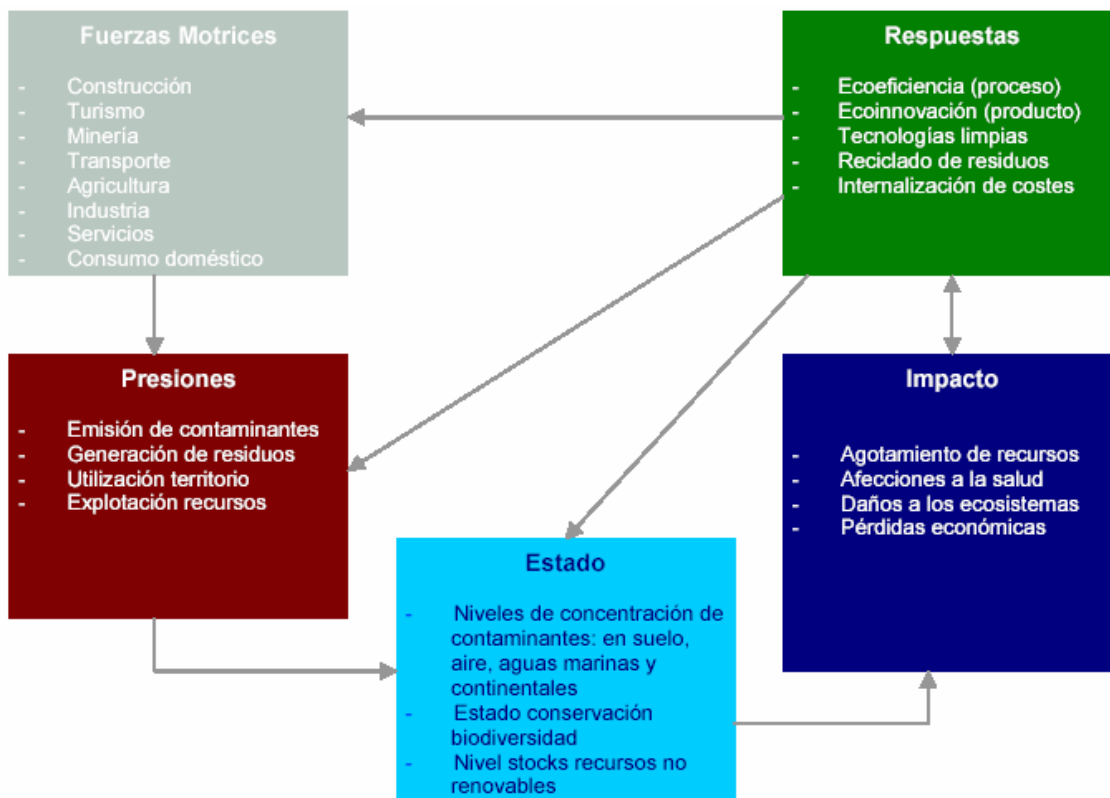 Fuerzas Motrices
- Construcción
- Turismo
- Minería
- Transporte
- Agricultura
- Industria
- Servicios
- Consumo doméstico
Respuestas
- Ecoeficiencia (proceso)
- Ecoinnovación (producto)
- Tecnologías limpias
- Reciclado de residuos
- Internalización de costes
Presiones
- Emisión de contaminantes
- Generación de residuos
- Utilización territorio
- Explotación recursos
Impacto
- Agotamiento de recursos
- Afecciones a la salud
- Daños a los ecosistemas
- Pérdidas económicas
Estado
- Niveles de concentración de
contaminantes: en suelo,
aire, aguas marinas y
continentales
- Estado conservación
biodiversidad
- Nivel stocks recursos no
renovables